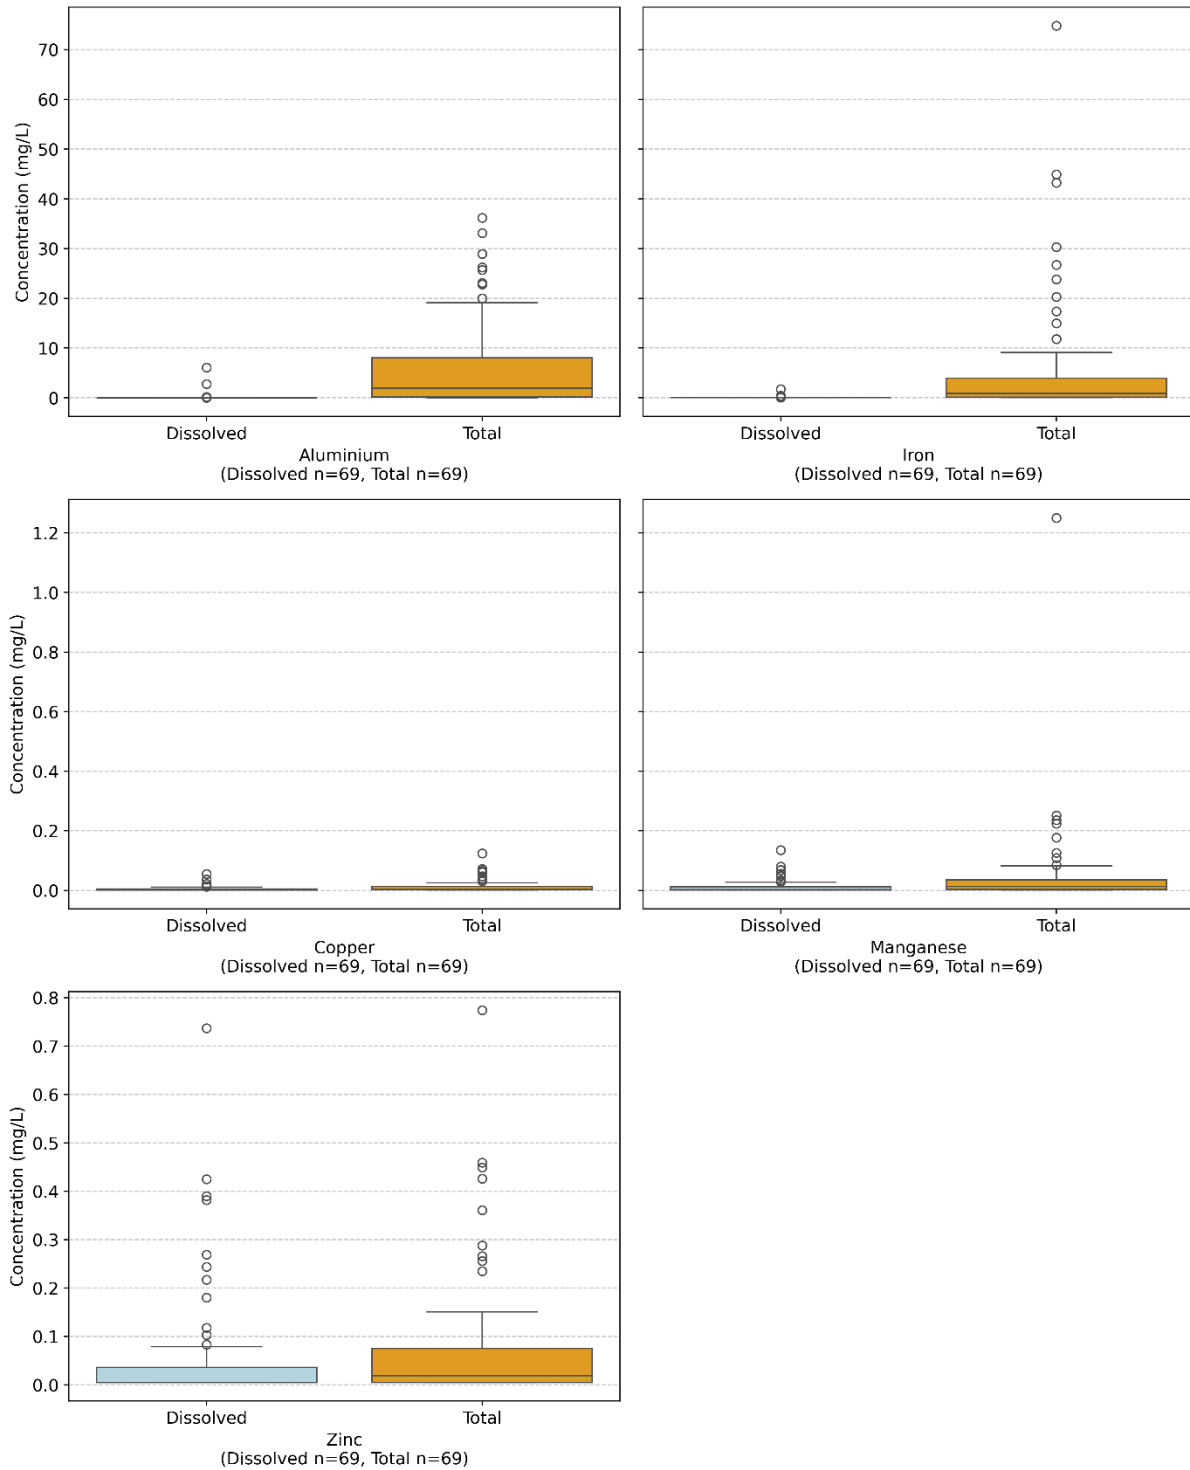 Concentration (mg/L)
70
60
50
40
30
20
10
0
Dissolved
Total
Aluminium
(Dissolved n=69, Total n=69)
Dissolved
Total
Iron
(Dissolved n=69, Total n=69)
Concentration (mg/L)
1.2
1.0
0.8
0.6
0.4
0.2
0.0
Dissolved
Total
Copper
(Dissolved n=69, Total n=69)
Dissolved
Total
Manganese
(Dissolved n=69, Total n=69)
Concentration (mg/L)
0.8
0.7
0.6
0.5
0.4
0.3
0.2
0.1
0.0
Dissolved
Total
Zinc
(Dissolved n=69, Total n=69)